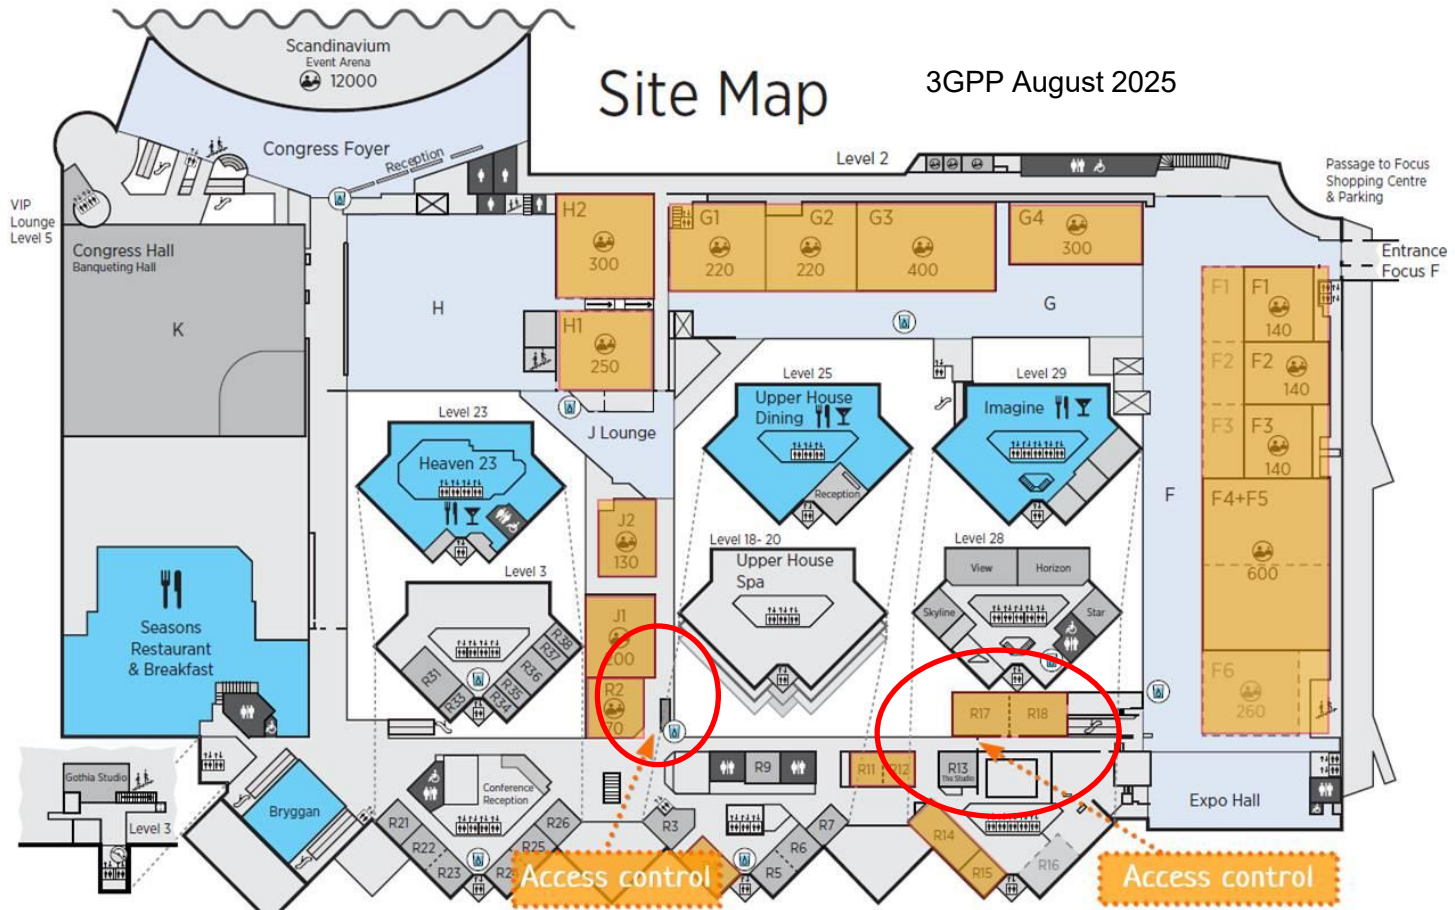 Scandinavium
Event Arena
12000
Site Map
3GPP August 2025
Congress Foyer
Reception
Level 2
Passage to Focus
Shopping Centre
& Parking
VIP
Lounge
Level 5
Congress Hall
Banqueting Hall
K
H
H2
300
H1
250
G1
220
G2
220
G3
400
G4
300
G
Entrance
Focus F
F1
F1
140
F2
F2
140
F3
F3
140
F4+F5
600
F6
260
F
J Lounge
Level 23
Heaven 23
Level 25
Upper House
Dining
Reception
Level 29
Imagine
J2
130
Level 3
R31
R33
R34
R35
R36
R37
R38
J1
200
R2
70
Level 18- 20
Upper House
Spa
Level 28
View
Horizon
Skyline
Star
R17
R18
Seasons
Restaurant
& Breakfast
Gothia Studio
Level 3
Bryggan
Conference
Reception
R21
R22
R23
R24
R25
R26
R3
R9
R5
R6
R7
R11
R12
R13
The Studio
R14
R15
R16
Expo Hall
Access control
Access control